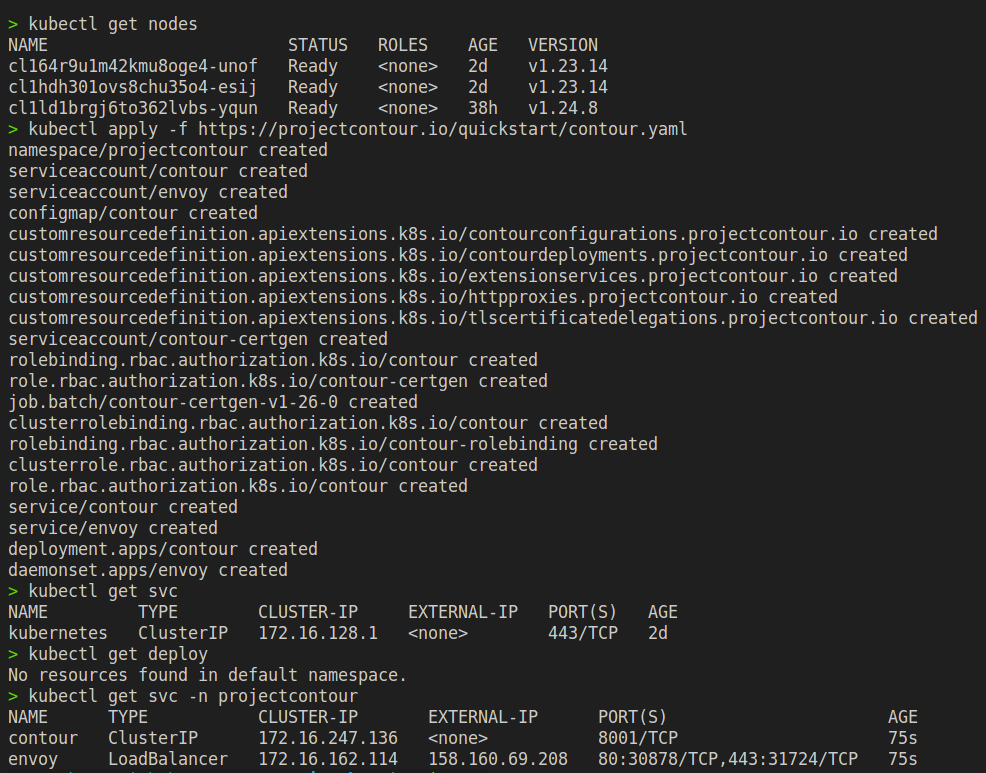 > kubectl get nodes
NAME                        STATUS   ROLES    AGE   VERSION
cl164r9u1m42kmu8oge4-unof   Ready    <none>   2d    v1.23.14
cl1hdh301ovs8chu35o4-esij   Ready    <none>   2d    v1.23.14
cl1ld1brgj6to362lvbs-yqun   Ready    <none>   38h   v1.24.8
> kubectl apply -f https://projectcontour.io/quickstart/contour.yaml
namespace/projectcontour created
serviceaccount/contour created
serviceaccount/envoy created
configmap/contour created
customresourcedefinition.apiextensions.k8s.io/contourconfigurations.projectcontour.io created
customresourcedefinition.apiextensions.k8s.io/contourdeployments.projectcontour.io created
customresourcedefinition.apiextensions.k8s.io/extensionservices.projectcontour.io created
customresourcedefinition.apiextensions.k8s.io/httpproxies.projectcontour.io created
customresourcedefinition.apiextensions.k8s.io/tlscertificatedelegations.projectcontour.io created
serviceaccount/contour-certgen created
rolebinding.rbac.authorization.k8s.io/contour created
role.rbac.authorization.k8s.io/contour-certgen created
job.batch/contour-certgen-v1-26-0 created
clusterrolebinding.rbac.authorization.k8s.io/contour created
rolebinding.rbac.authorization.k8s.io/contour-rolebinding created
clusterrole.rbac.authorization.k8s.io/contour created
role.rbac.authorization.k8s.io/contour created
service/contour created
service/envoy created
deployment.apps/contour created
daemonset.apps/envoy created
> kubectl get svc
NAME         TYPE        CLUSTER-IP     EXTERNAL-IP   PORT(S)   AGE
kubernetes   ClusterIP   172.16.128.1   <none>        443/TCP   2d
> kubectl get deploy
No resources found in default namespace.
> kubectl get svc -n projectcontour
NAME      TYPE           CLUSTER-IP       EXTERNAL-IP      PORT(S)                      AGE
contour   ClusterIP      172.16.247.136   <none>           8001/TCP                     75s
envoy     LoadBalancer   172.16.162.114   158.160.69.208   80:30878/TCP,443:31724/TCP   75s